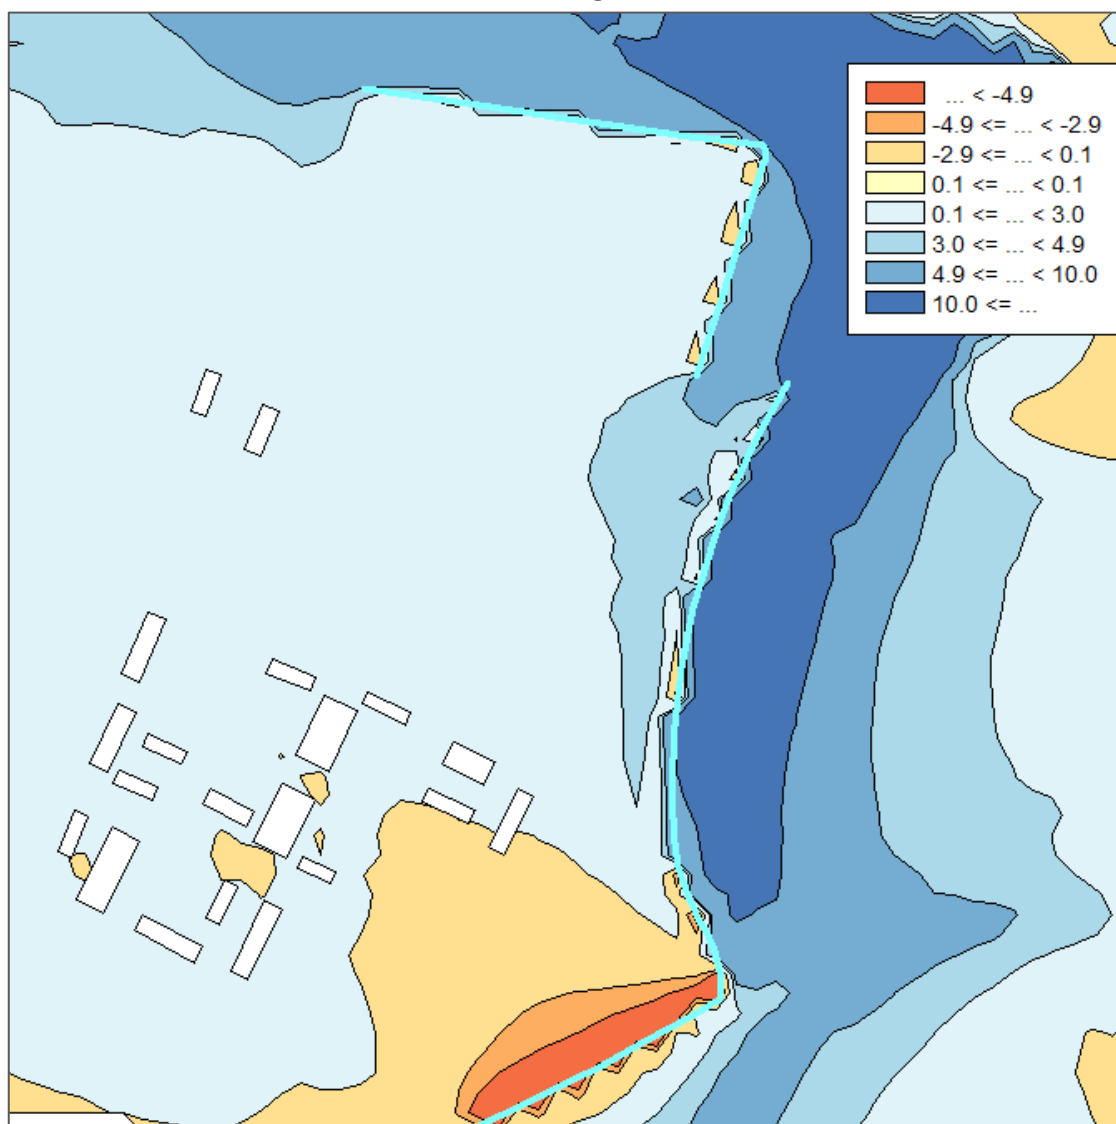 ... < -4.9
-4.9 <= ... < -2.9
-2.9 <= ... < 0.1
0.1 <= ... < 0.1
0.1 <= ... < 3.0
3.0 <= ... < 4.9
4.9 <= ... < 10.0
10.0 <= ...